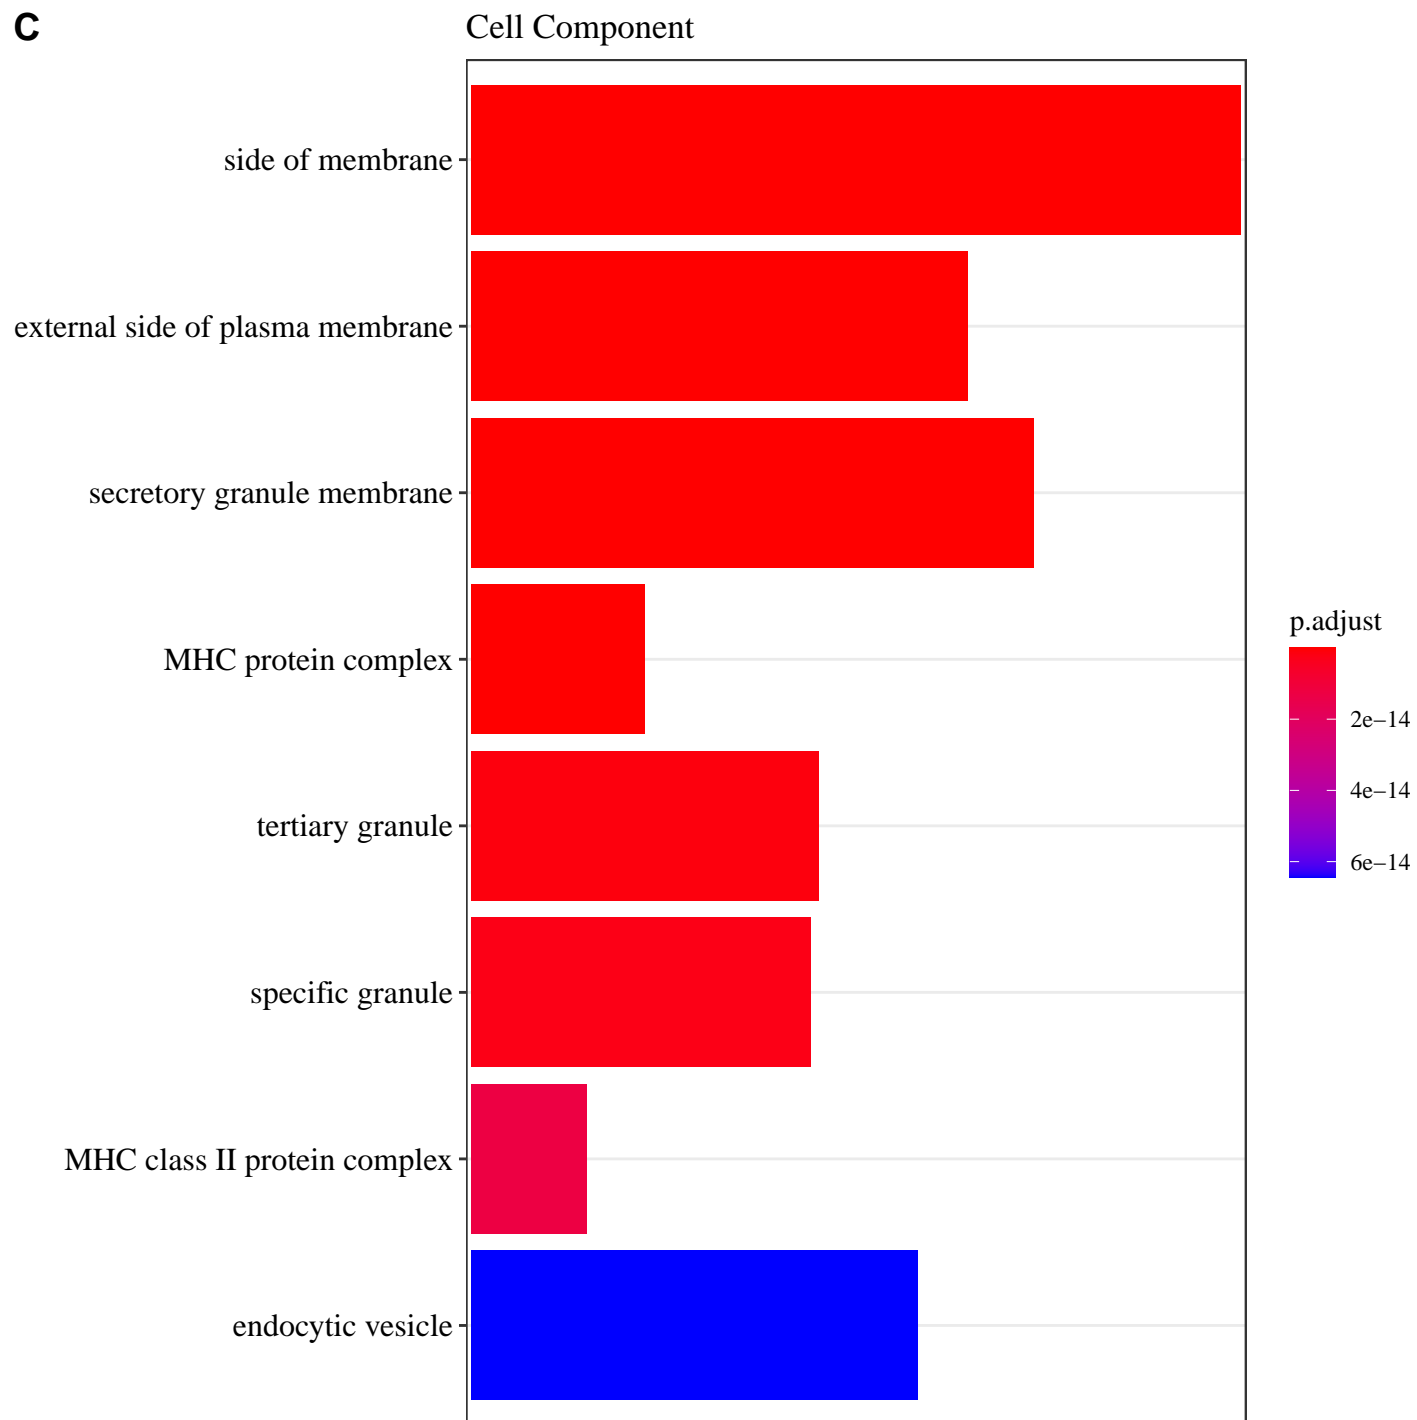 C
Cell Component
side of membrane
external side of plasma membrane
secretory granule membrane
MHC protein complex
tertiary granule
specific granule
MHC class II protein complex
endocytic vesicle
p.adjust
2e−14
4e−14
6e−14